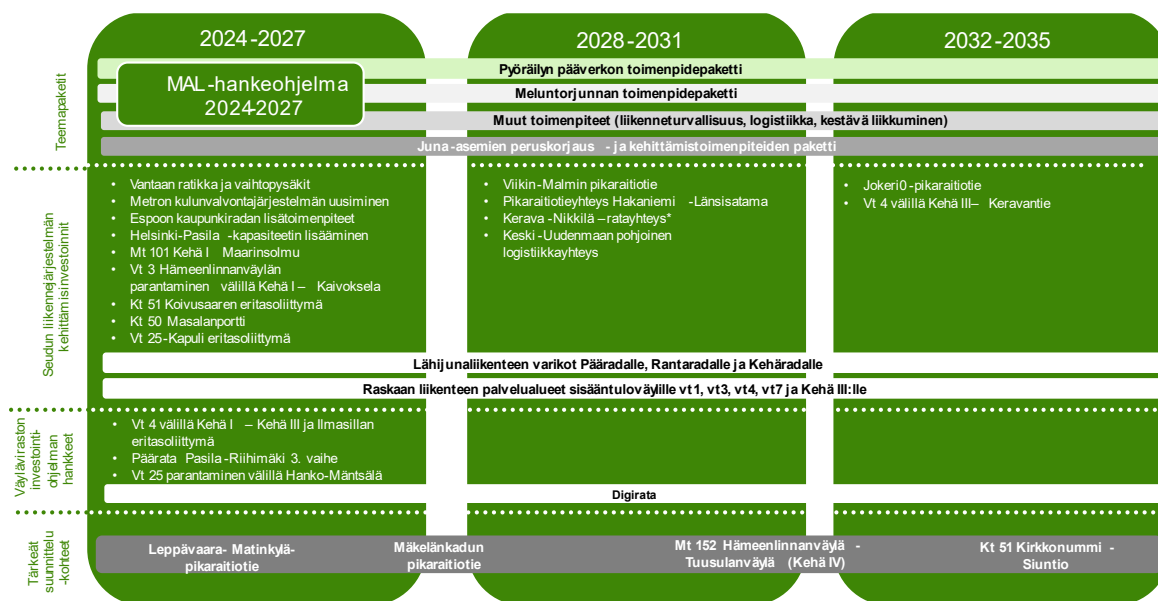 2024-2027
2028-2031
2032-2035
Teemapaketit
Pyöräilyn pääverkon toimenpidepaketti
MAL-hankeohjelma
2024-2027
Meluntorjunnan toimenpidepaketti
Muut toimenpiteet (liikenneturvallisuus, logistiikka, kestävä liikkuminen)
Juna-asemien peruskorjaus - ja kehittämistoimenpiteiden paketti
Seudun liikennejärjestelmän
kehittämisinvestoinnit
• Vantaan ratikka ja vaihtopysäkit
• Metron kulunvalvontajärjestelmän uusiminen
• Espoon kaupunkiradan lisätoimenpiteet
• Helsinki-Pasila -kapasiteetin lisääminen
• Mt 101 Kehä I Maarinsolmu
• Vt 3 Hämeenlinnanväylän
parantaminen välillä Kehä I – Kaivoksela
• Kt 51 Koivusaaren eritasoliittymä
• Kt 50 Masalanportti
• Vt 25-Kapuli eritasoliittymä
• Viikin-Malmin pikaraitiotie
• Pikaraitiotieyhteys Hakaniemi -Länsisatama
• Kerava -Nikkilä –ratayhteys*
• Keski-Uudenmaan pohjoinen
logistiikkayhteys
• Jokeri0-pikaraitiotie
• Vt 4 välillä Kehä III– Keravantie
Lähijunaliikenteen varikot Pääradalle, Rantaradalle ja Kehäradalle
Raskaan liikenteen palvelualueet sisääntuloväylille vt1, vt3, vt4, vt7 ja Kehä III:lle
Väyläviraston
investointi-
ohjelman
hankkeet
• Vt 4 välillä Kehä I – Kehä III ja Ilmasillan
eritasoliittymä
• Päärata Pasila-Riihimäki 3. vaihe
• Vt 25 parantaminen välillä Hanko-Mäntsälä
Digirata
Tärkeät
suunnittelu
-kohteet
Leppävaara- Matinkylä-
pikaraitiotie
Mäkelänkadun
pikaraitiotie
Mt 152 Hämeenlinnanväylä -
Tuusulanväylä (Kehä IV)
Kt 51 Kirkkonummi -
Siuntio